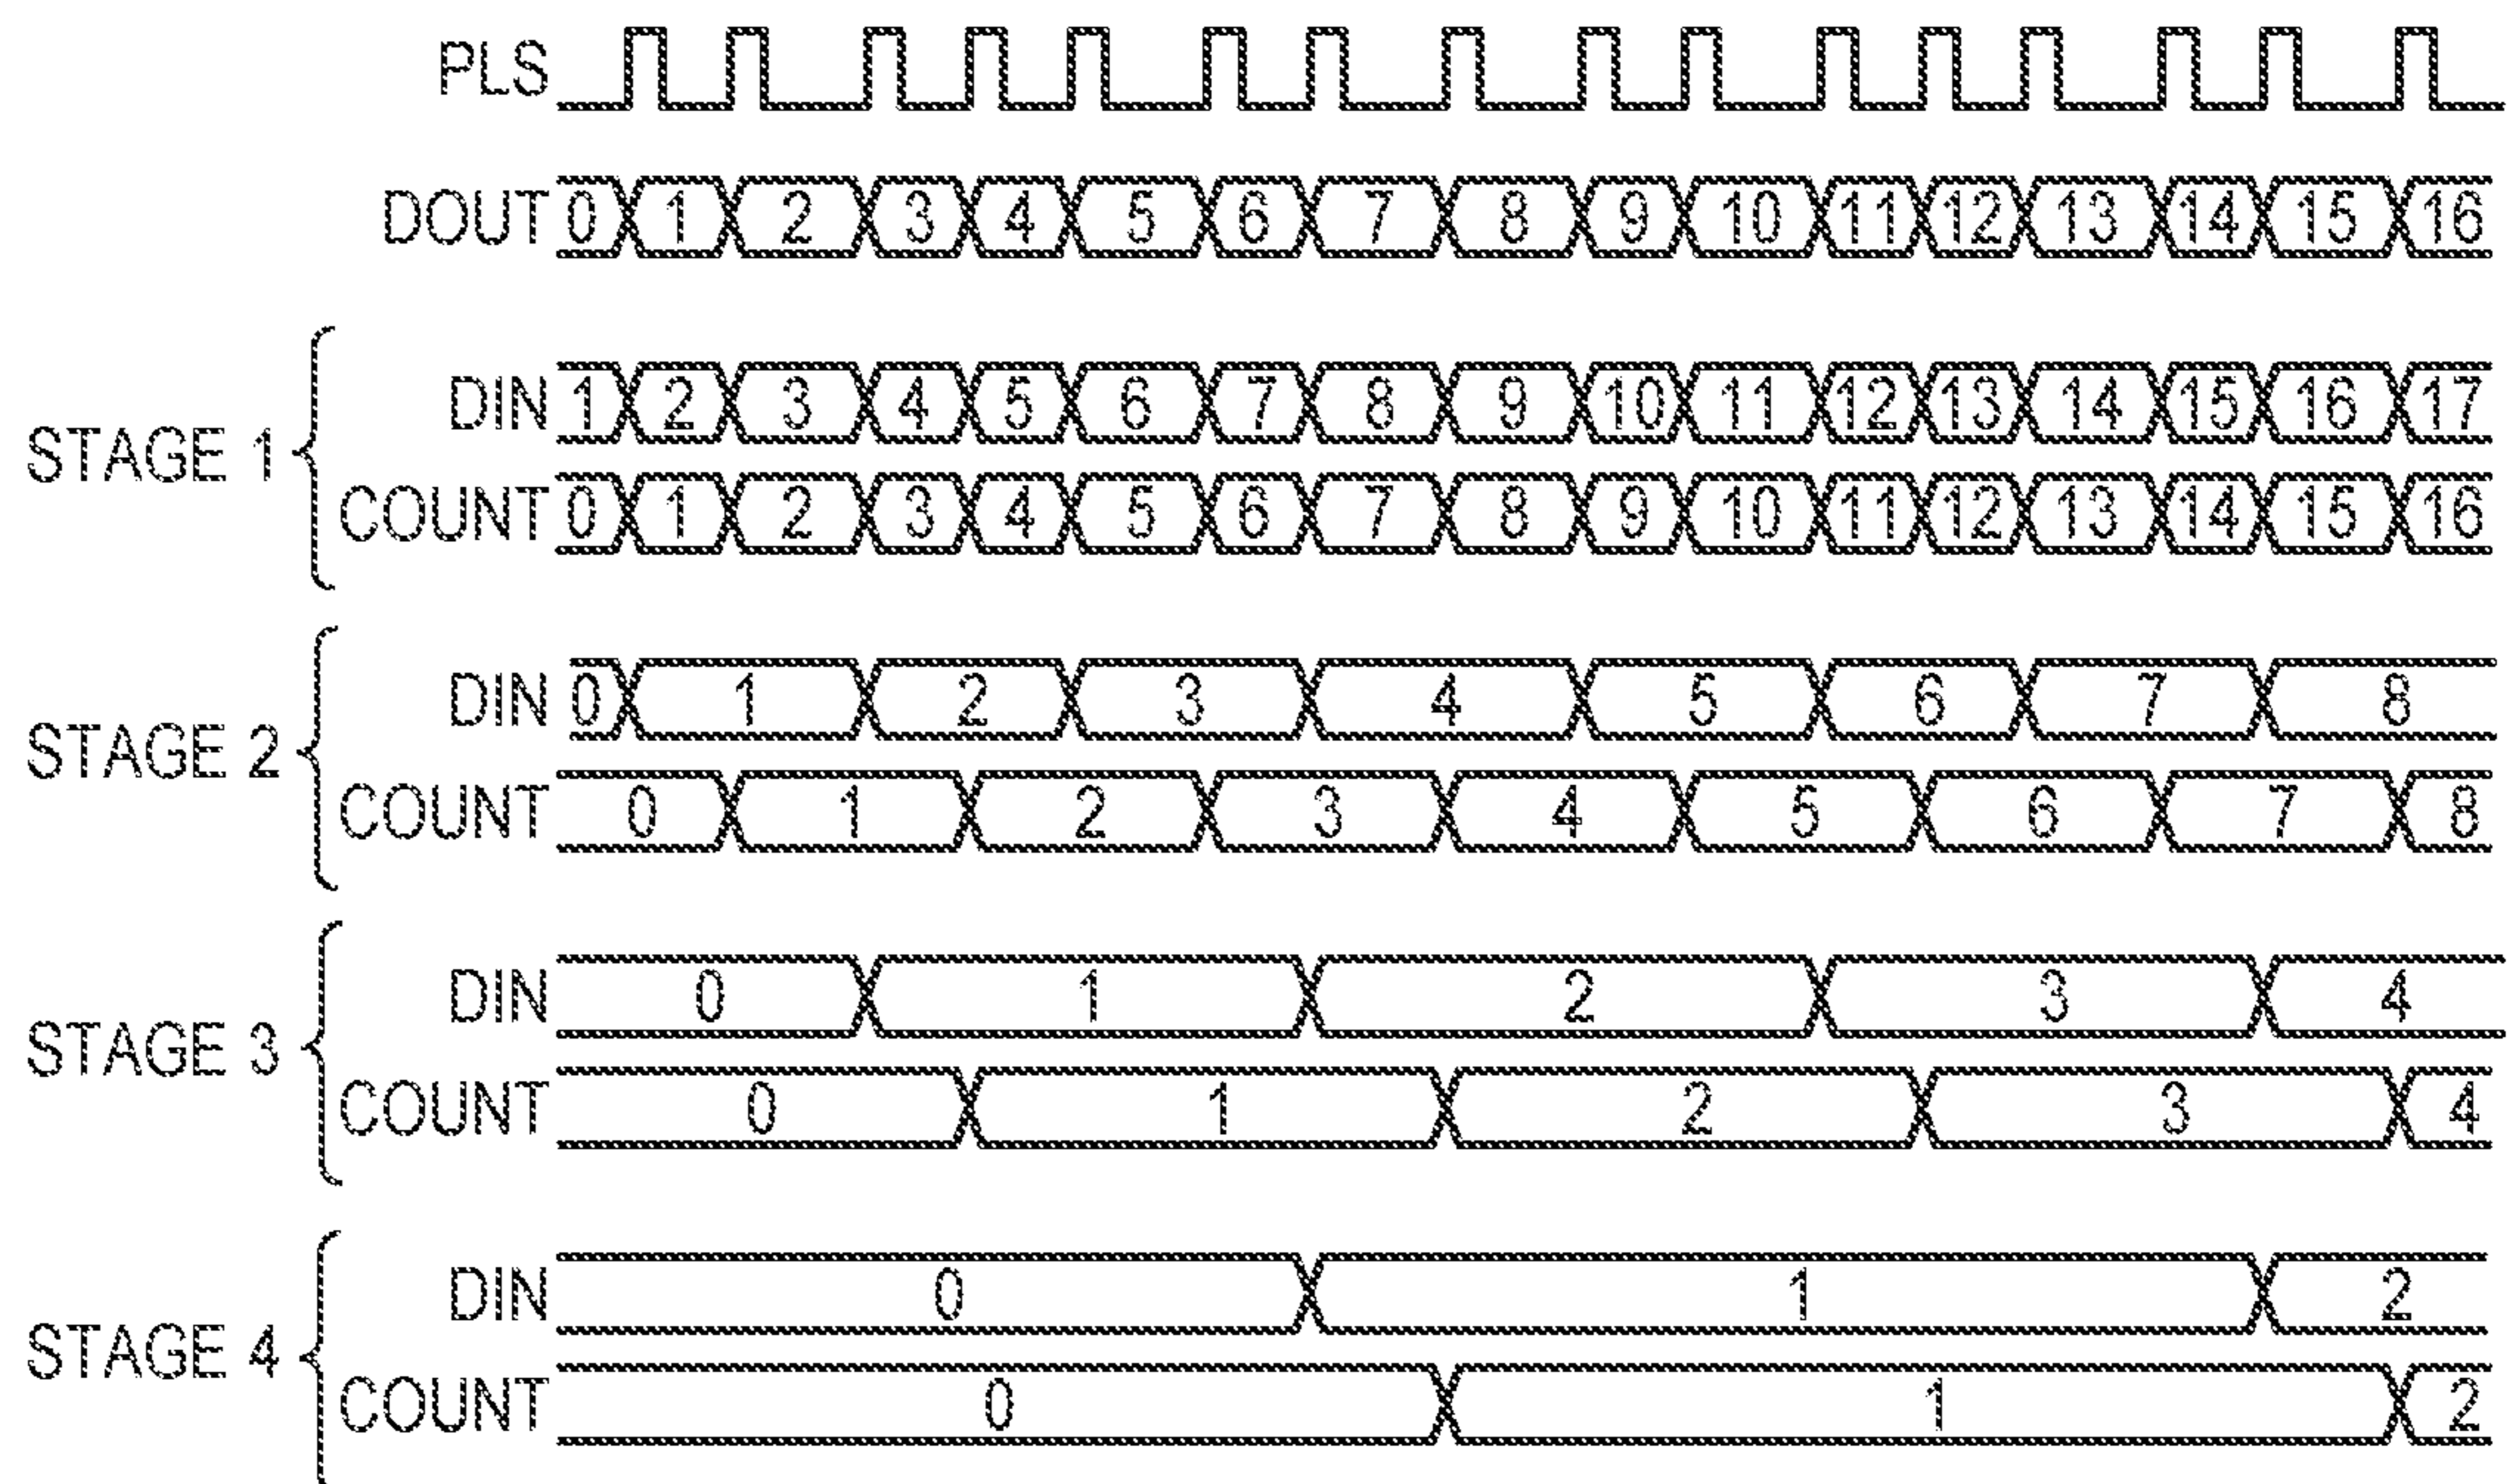 PLS
DOUT 0 1 2 3 4 5 6 7 8 9 10 11 12 13 14 15 16
STAGE 1
DIN 1 2 3 4 5 6 7 8 9 10 11 12 13 14 15 16 17
COUNT 0 1 2 3 4 5 6 7 8 9 10 11 12 13 14 15 16
STAGE 2
DIN 0 1 2 3 4 5 6 7 8
COUNT 0 1 2 3 4 5 6 7 8
STAGE 3
DIN 0 1 2 3 4
COUNT 0 1 2 3 4
STAGE 4
DIN 0 1 2
COUNT 0 1 2